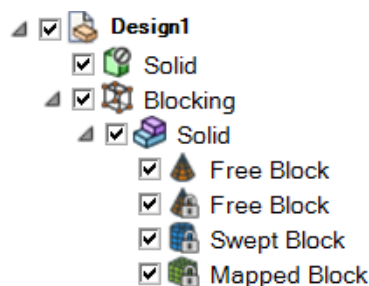 Design1
Solid
Blocking
Solid
Free Block
Free Block
Swept Block
Mapped Block